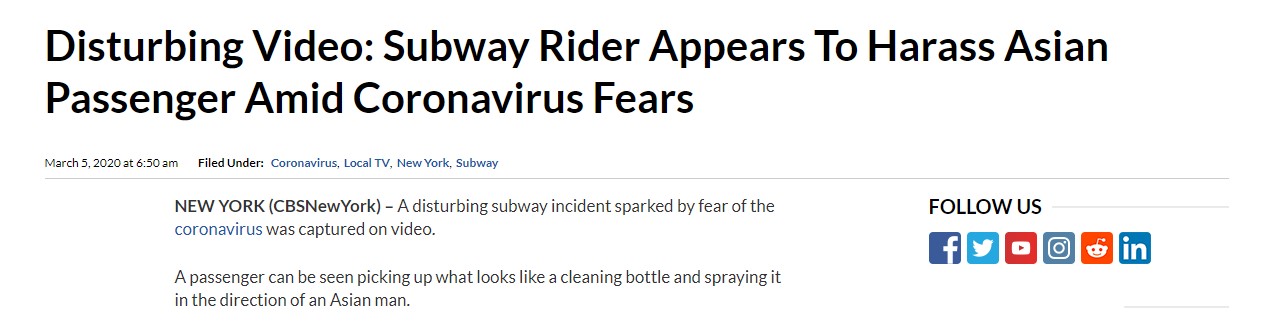 Disturbing Video: Subway Rider Appears To Harass Asian
Passenger Amid Coronavirus Fears
March 5, 2020 at 6:50 am Filed Under: Coronavirus, Local TV, New York, Subway
NEW YORK (CBSNewYork) – A disturbing subway incident sparked by fear of the
coronavirus was captured on video.
A passenger can be seen picking up what looks like a cleaning bottle and spraying it
in the direction of an Asian man.
FOLLOW US